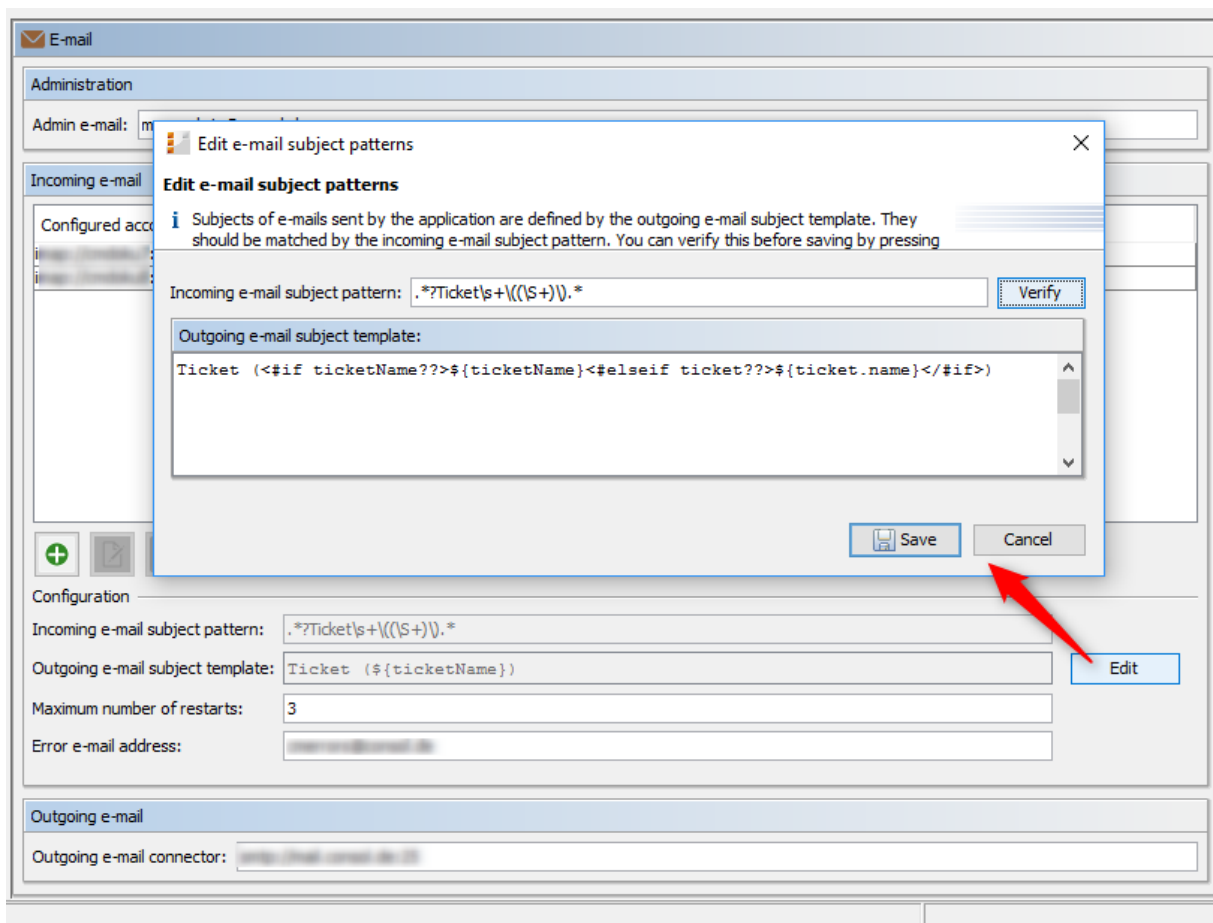 E-mail
Administration
Admin e-mail:
Edit e-mail subject patterns
Incoming e-mail
Edit e-mail subject patterns
Configured acc
i Subjects of e-mails sent by the application are defined by the outgoing e-mail subject template. They
should be matched by the incoming e-mail subject pattern. You can verify this before saving by pressing
Incoming e-mail subject pattern: .*?Ticket\s+\((\S+)\).* Verify
Outgoing e-mail subject template:
Ticket (<#if ticketName??>${ticketName}<#elseif ticket??>${ticket.name}</#if>)
Save Cancel
Configuration
Incoming e-mail subject pattern: .*?Ticket\s+\((\S+)\).*
Outgoing e-mail subject template: Ticket (${ticketName}) Edit
Maximum number of restarts: 3
Error e-mail address:
Outgoing e-mail
Outgoing e-mail connector: